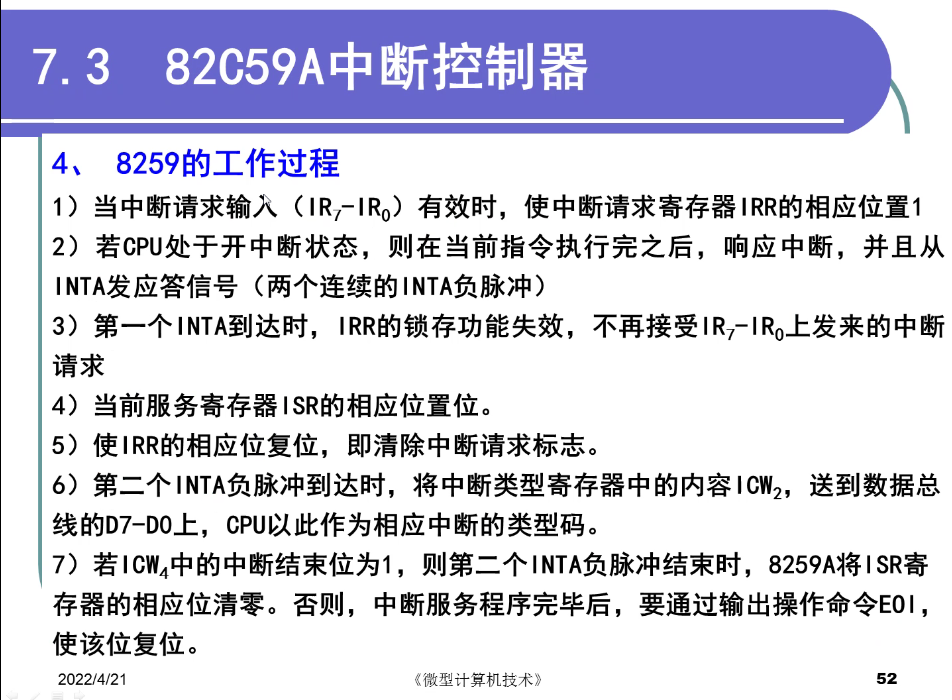 7.3 82C59A中断控制器
4、 8259的工作过程
1）当中断请求输入（IR7-IR0）有效时，使中断请求寄存器IRR的相应位置1
2）若CPU处于开中断状态，则在当前指令执行完之后，响应中断，并且从
INTA发应答信号（两个连续的INTA负脉冲）
3）第一个INTA到达时，IRR的锁存功能失效，不再接受IR7-IR0上发来的中断
请求
4）当前服务寄存器ISR的相应位置位。
5）使IRR的相应位复位，即清除中断请求标志。
6）第二个INTA负脉冲到达时，将中断类型寄存器中的内容ICW2，送到数据总
线的D7-D0上，CPU以此作为相应中断的类型码。
7）若ICW4中的中断结束位为1，则第二个INTA负脉冲结束时，8259A将ISR寄
存器的相应位清零。否则，中断服务程序完毕后，要通过输出操作命令EOI，
使该位复位。
2022/4/21 《微型计算机技术》 52